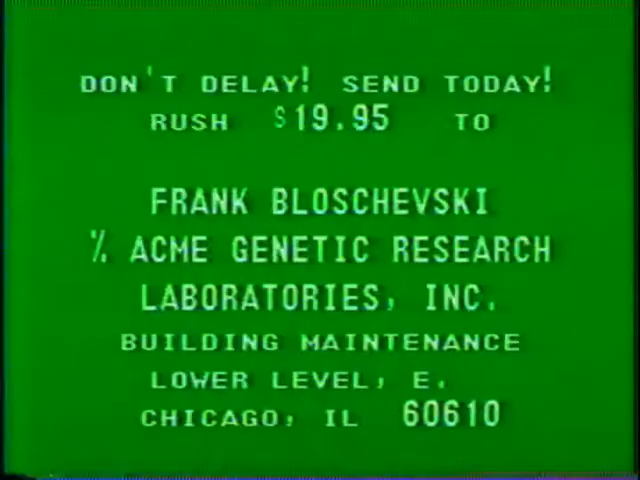 DON'T DELAY! SEND TODAY!
RUSH $19.95 TO
FRANK BLOSCHEVSKI
% ACME GENETIC RESEARCH
LABORATORIES, INC.
BUILDING MAINTENANCE
LOWER LEVEL, E.
CHICAGO, IL 60610